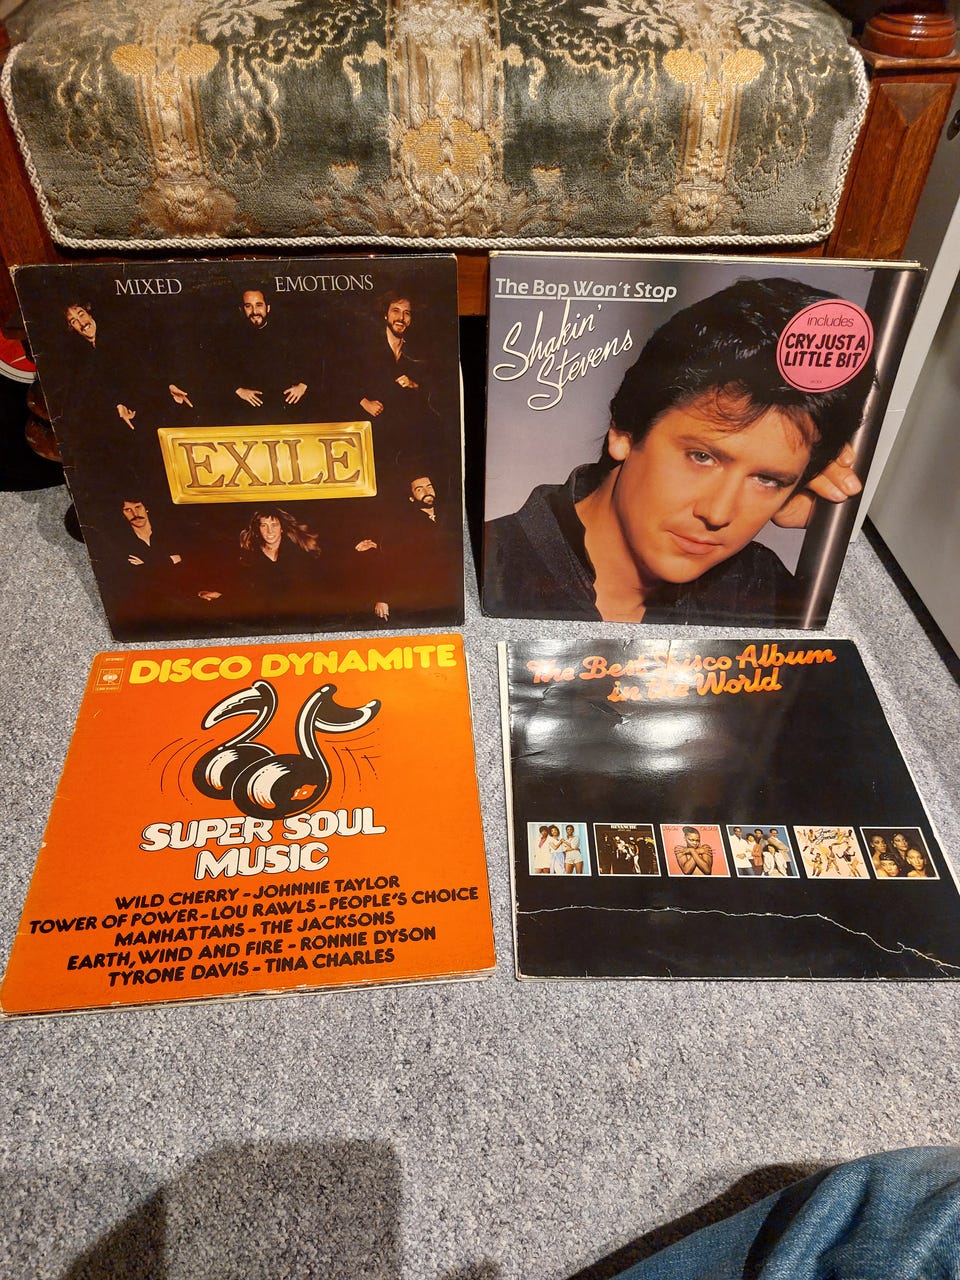 MIXED EMOTIONS
EXILE
The Bop Won't Stop
Shakin'
Stevens
includes
CRY JUST A
LITTLE BIT
DISCO DYNAMITE
SUPER SOUL
MUSIC
WILD CHERRY - JOHNNIE TAYLOR
TOWER OF POWER - LOU RAWLS - PEOPLE'S CHOICE
MANHATTANS - THE JACKSONS
EARTH, WIND AND FIRE - RONNIE DYSON
TYRONE DAVIS - TINA CHARLES
The Best Disco Album
in the World